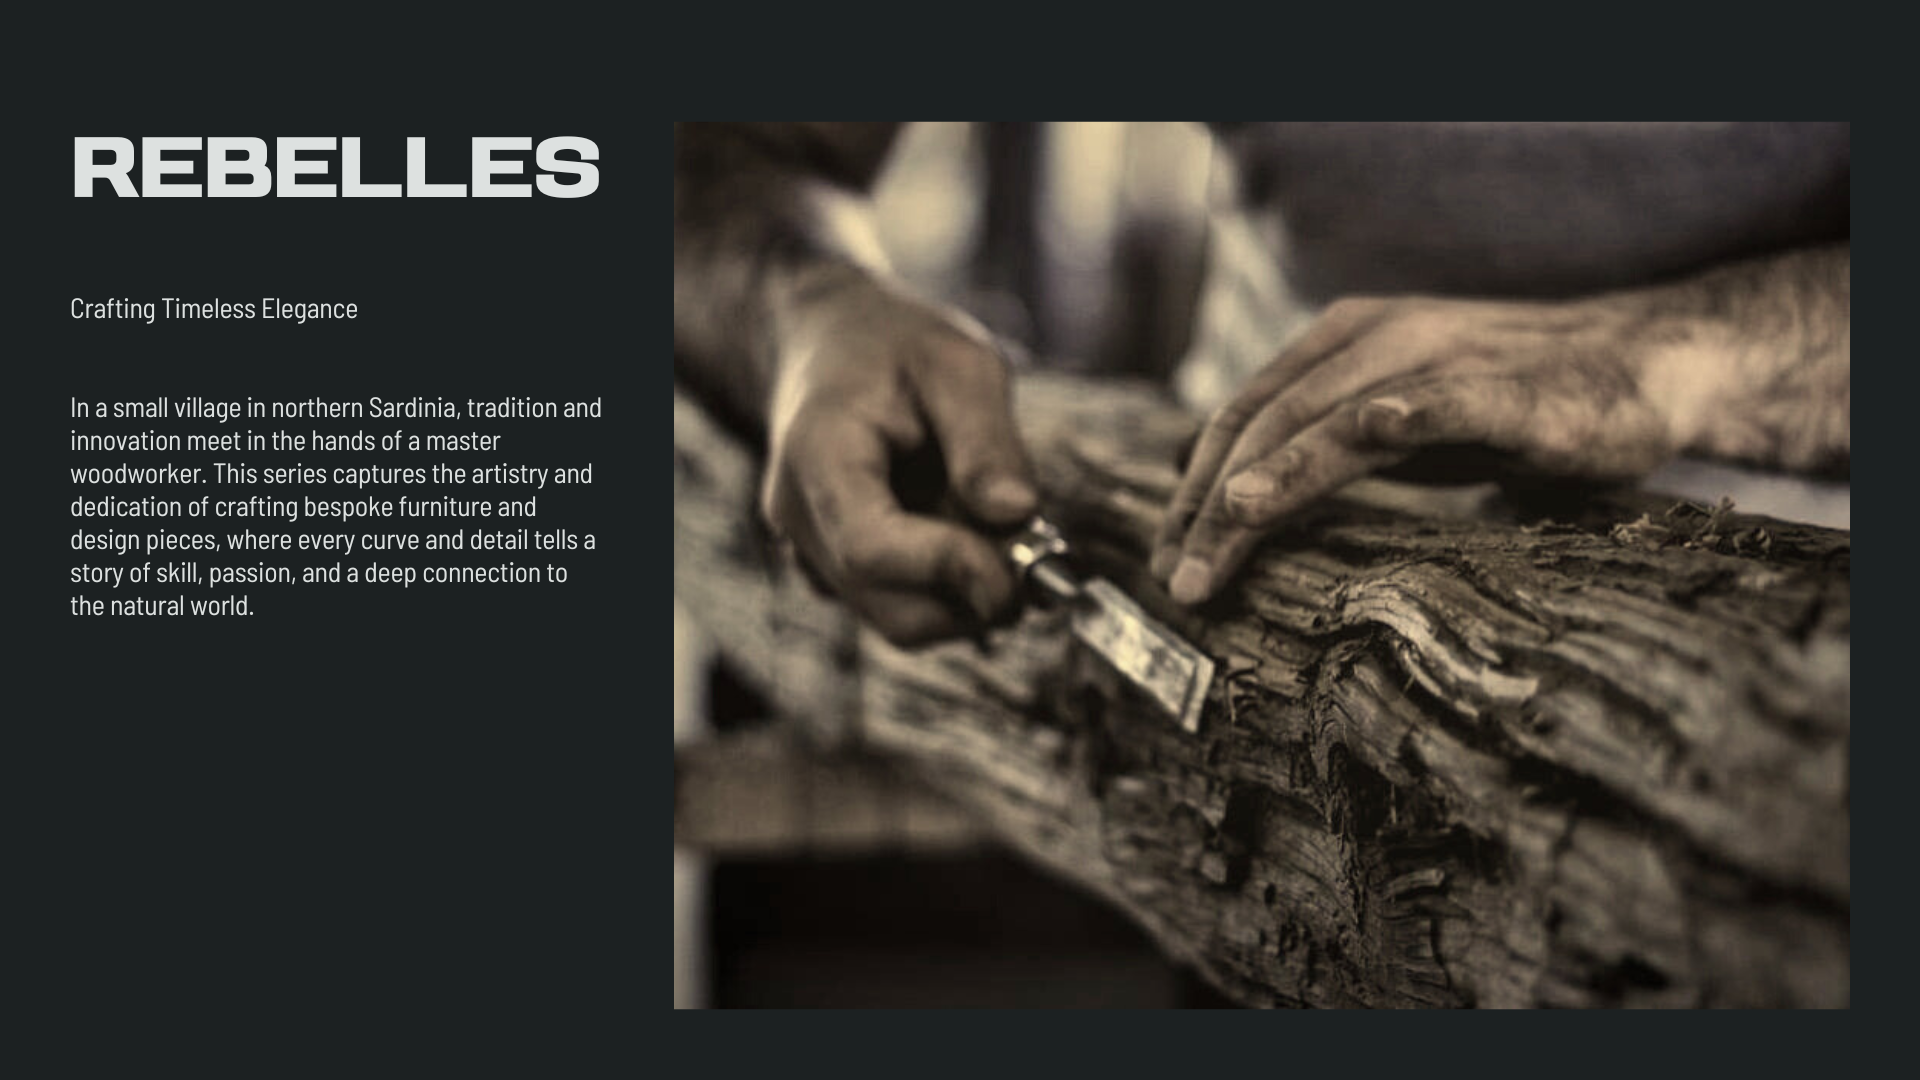 REBELLES
Crafting Timeless Elegance
In a small village in northern Sardinia, tradition and
innovation meet in the hands of a master
woodworker. This series captures the artistry and
dedication of crafting bespoke furniture and
design pieces, where every curve and detail tells a
story of skill, passion, and a deep connection to
the natural world.